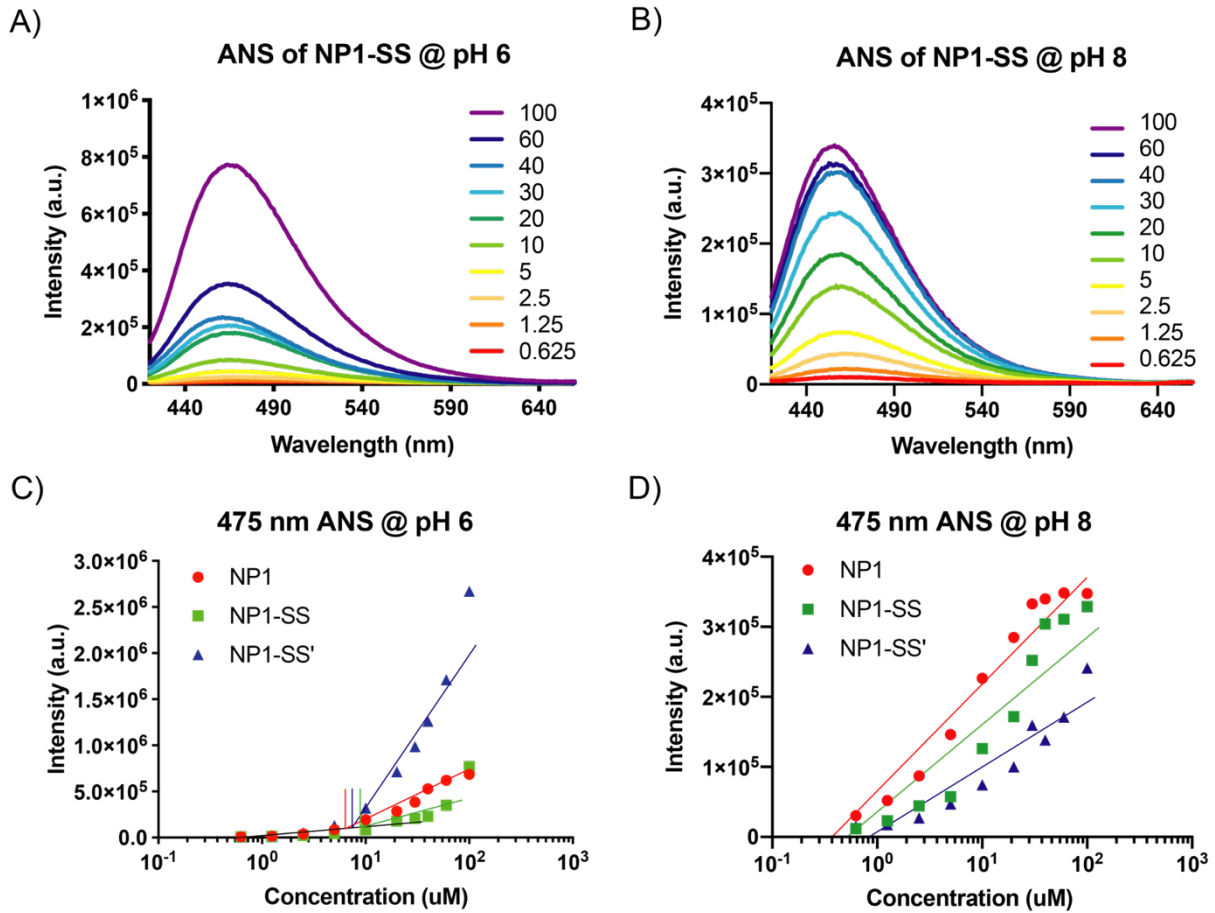 A)
ANS of NP1-SS @ pH 6
Intensity (a.u.)
1×10⁶
8×10⁵
6×10⁵
4×10⁵
2×10⁵
0
440 490 540 590 640
Wavelength (nm)
100
60
40
30
20
10
5
2.5
1.25
0.625
B)
ANS of NP1-SS @ pH 8
Intensity (a.u.)
4×10⁵
3×10⁵
2×10⁵
1×10⁵
0
440 490 540 590 640
Wavelength (nm)
100
60
40
30
20
10
5
2.5
1.25
0.625
C)
475 nm ANS @ pH 6
Intensity (a.u.)
3.0×10⁶
2.5×10⁶
2.0×10⁶
1.5×10⁶
1.0×10⁶
5.0×10⁵
0.0
NP1
NP1-SS
NP1-SS'
10⁻¹ 10⁰ 10¹ 10² 10³
Concentration (uM)
D)
475 nm ANS @ pH 8
Intensity (a.u.)
4×10⁵
3×10⁵
2×10⁵
1×10⁵
0
NP1
NP1-SS
NP1-SS'
10⁻¹ 10⁰ 10¹ 10² 10³
Concentration (uM)